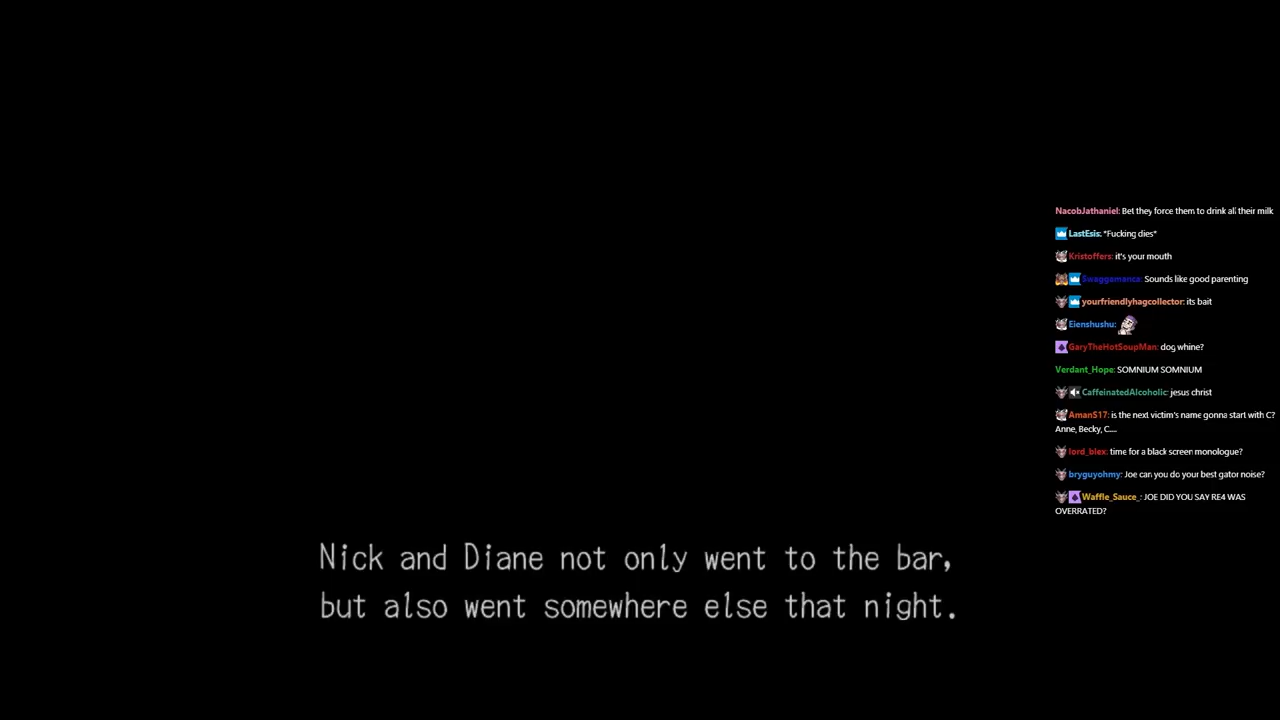 NacobJathaniel: Bet they force them to drink all their milk
LastEsis: *Fucking dies*
Kristoffers: it's your mouth
Swaggamanca: Sounds like good parenting
yourfriendlyhagcollector: its bait
Eienshushu:
GaryTheHotSoupMan: dog whine?
Verdant_Hope: SOMNIUM SOMNIUM
CaffeinatedAlcoholic: jesus christ
AmanS17: is the next victim's name gonna start with C?
Anne, Becky, C....
lord_blex: time for a black screen monologue?
bryguyohmy: Joe can you do your best gator noise?
Waffle_Sauce_: JOE DID YOU SAY RE4 WAS
OVERRATED?
Nick and Diane not only went to the bar,
but also went somewhere else that night.